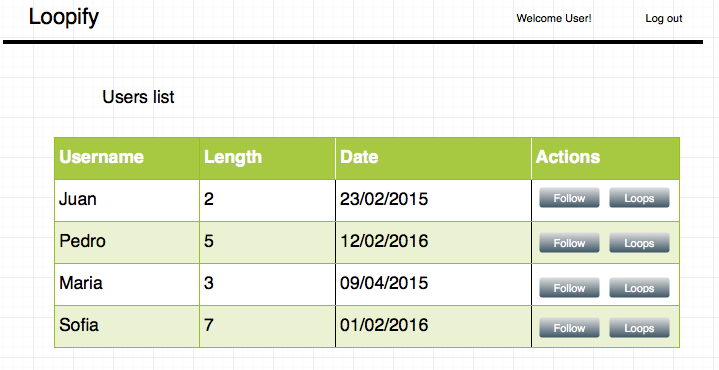 Loopify Welcome User! Log out
Users list
Username Length Date Actions
Juan 2 23/02/2015 Follow Loops
Pedro 5 12/02/2016 Follow Loops
Maria 3 09/04/2015 Follow Loops
Sofia 7 01/02/2016 Follow Loops